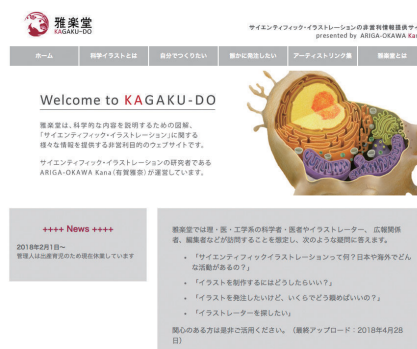 雅楽堂
KAGAKU-DO
サイエンティフィック・イラストレーションの非営利情報提供サイ
presented by ARIGA-OKAWA Kan
ホーム 科学イラストとは 自分でつくりたい 誰かに発注したい アーティストリンク集 雅楽堂とは
Welcome to KAGAKU-DO
雅楽堂は、科学的な内容を説明するための図解、
「サイエンティフィック・イラストレーション」に関する
様々な情報を提供する非営利目的のウェブサイトです。
サイエンティフィック・イラストレーションの研究者である
ARIGA-OKAWA Kana（有賀雅奈）が運営しています。
++++ News ++++
2018年2月1日~
管理人は出産育児のため現在休業しています
雅楽堂では理・医・工学系の科学者・医者やイラストレーター、 広報関係
者、編集者などが訪問することを想定し、次のような疑問に答えます。
• 「サイエンティフィックイラストレーションって何？日本や海外でどん
な活動があるの？」
• 「イラストを制作するにはどうしたらいい？」
• 「イラストを発注したいけど、いくらでどう頼めばいいの？」
• 「イラストレーターを探したい」
関心のある方は是非ご活用ください。（最終アップロード：2018年4月28
日）